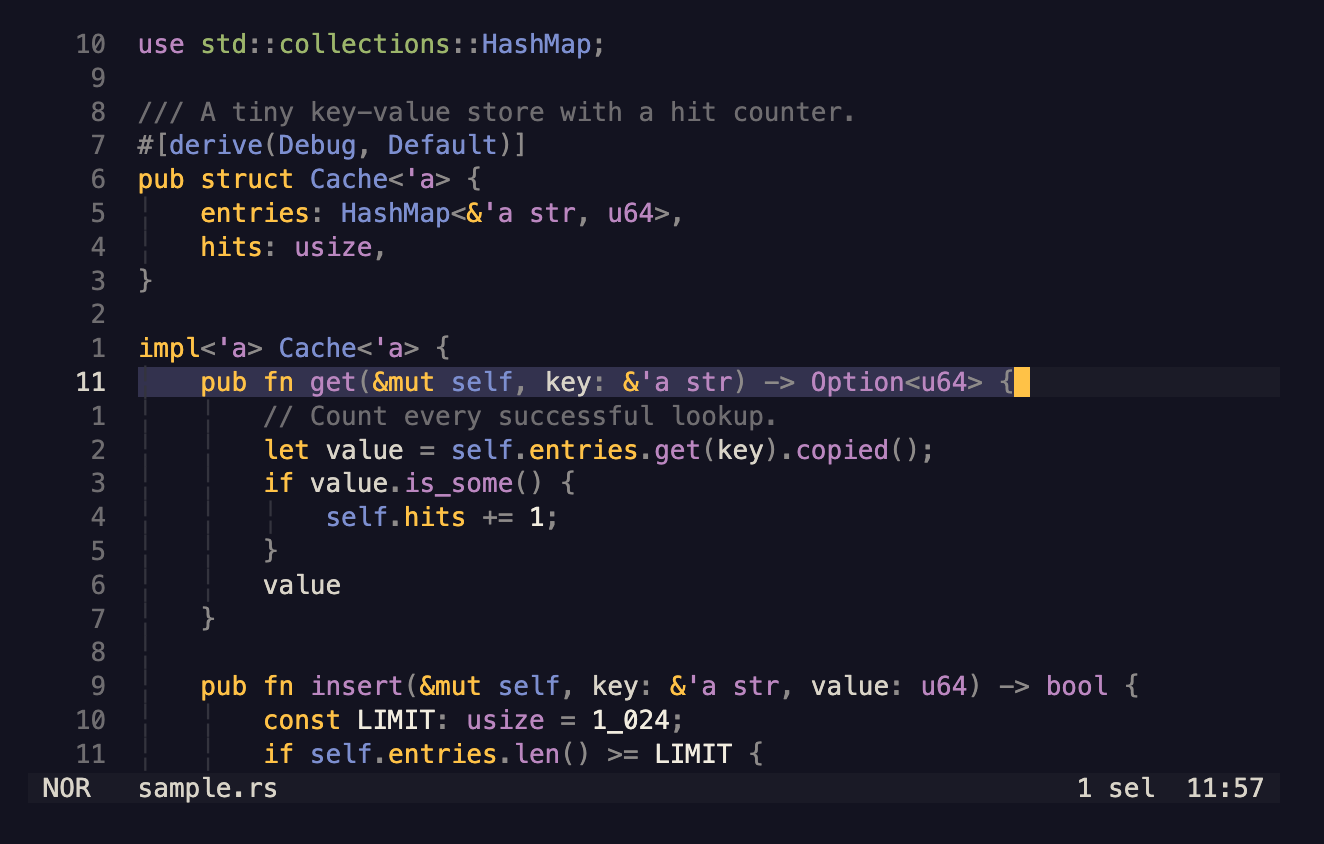 10 use std::collections::HashMap;
9
8 /// A tiny key-value store with a hit counter.
7 #[derive(Debug, Default)]
6 pub struct Cache<'a> {
5     entries: HashMap<&'a str, u64>,
4     hits: usize,
3 }
2
1 impl<'a> Cache<'a> {
11     pub fn get(&mut self, key: &'a str) -> Option<u64> {
1         // Count every successful lookup.
2         let value = self.entries.get(key).copied();
3         if value.is_some() {
4             self.hits += 1;
5         }
6         value
7     }
8
9     pub fn insert(&mut self, key: &'a str, value: u64) -> bool {
10         const LIMIT: usize = 1_024;
11         if self.entries.len() >= LIMIT {
NOR sample.rs 1 sel 11:57